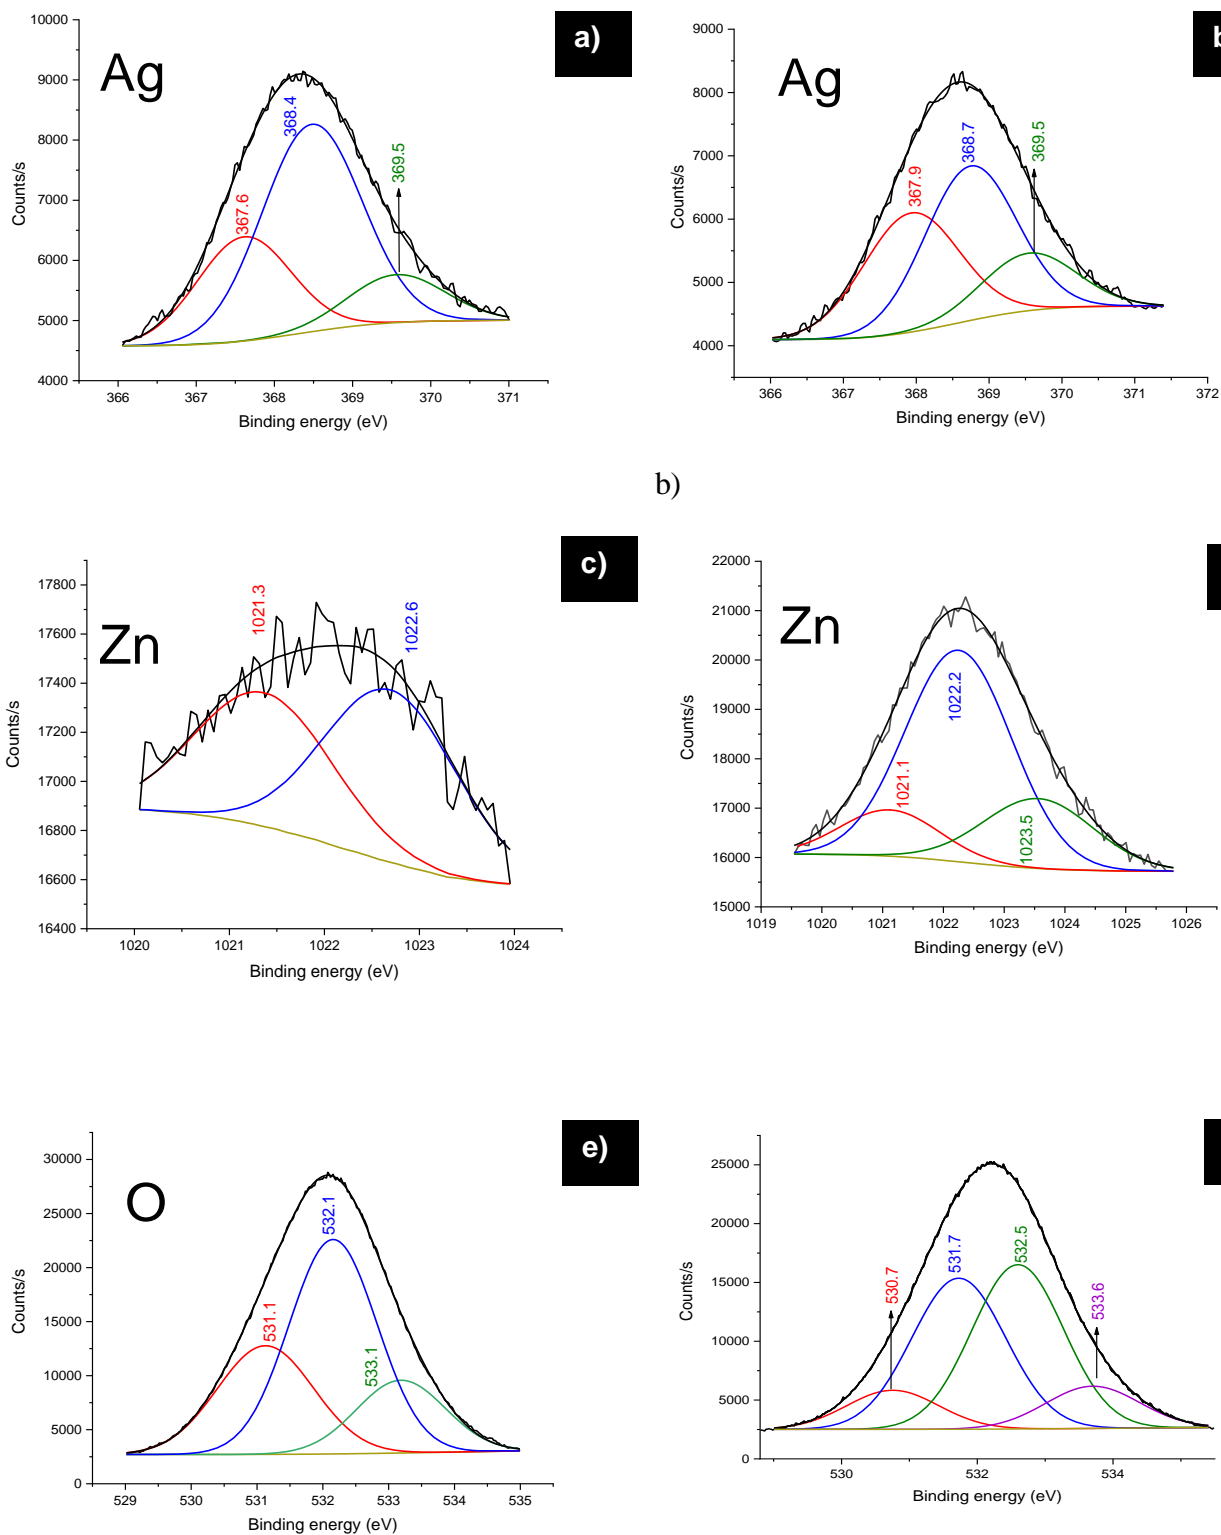 a)
Ag
10000
9000
8000
7000
6000
5000
4000
Counts/s
367.6
368.4
369.5
366 367 368 369 370 371
Binding energy (eV)
b
Ag
9000
8000
7000
6000
5000
4000
Counts/s
367.9
368.7
369.5
366 367 368 369 370 371 372
Binding energy (eV)
b)
c)
Zn
17800
17600
17400
17200
17000
16800
16600
16400
Counts/s
1021.3
1022.6
1020 1021 1022 1023 1024
Binding energy (eV)
Zn
22000
21000
20000
19000
18000
17000
16000
15000
Counts/s
1021.1
1022.2
1023.5
1019 1020 1021 1022 1023 1024 1025 1026
Binding energy (eV)
e)
O
30000
25000
20000
15000
10000
5000
0
Counts/s
531.1
532.1
533.1
529 530 531 532 533 534 535
Binding energy (eV)
25000
20000
15000
10000
5000
0
Counts/s
530.7
531.7
532.5
533.6
530 532 534
Binding energy (eV)